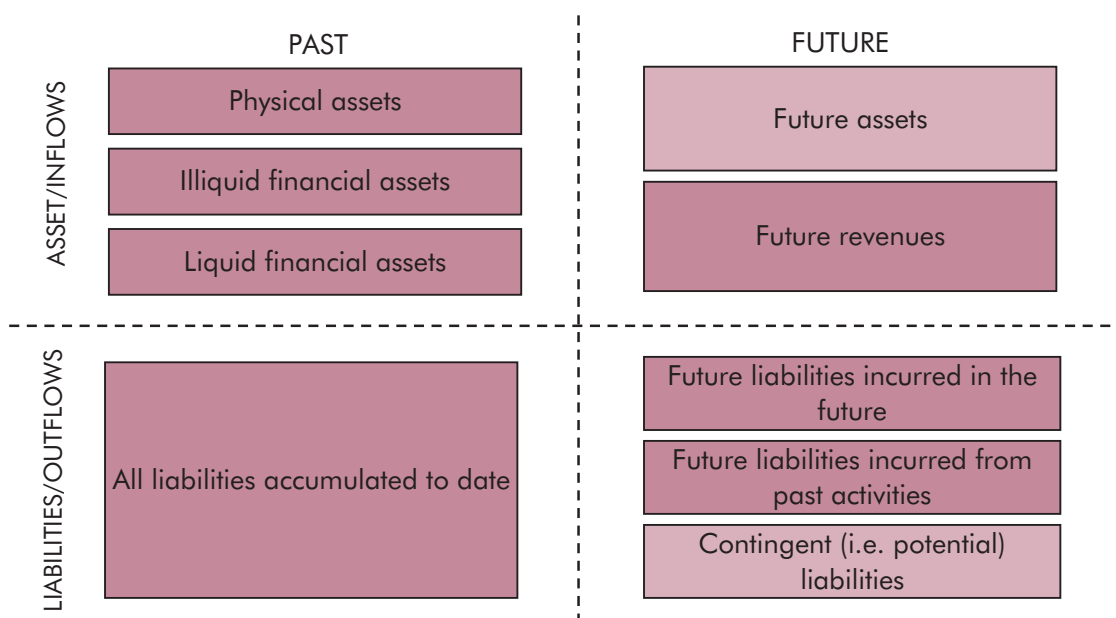 PAST
FUTURE
ASSET/INFLOWS
Physical assets
Illiquid financial assets
Liquid financial assets
Future assets
Future revenues
LIABILITIES/OUTFLOWS
All liabilities accumulated to date
Future liabilities incurred in the
future
Future liabilities incurred from
past activities
Contingent (i.e. potential)
liabilities